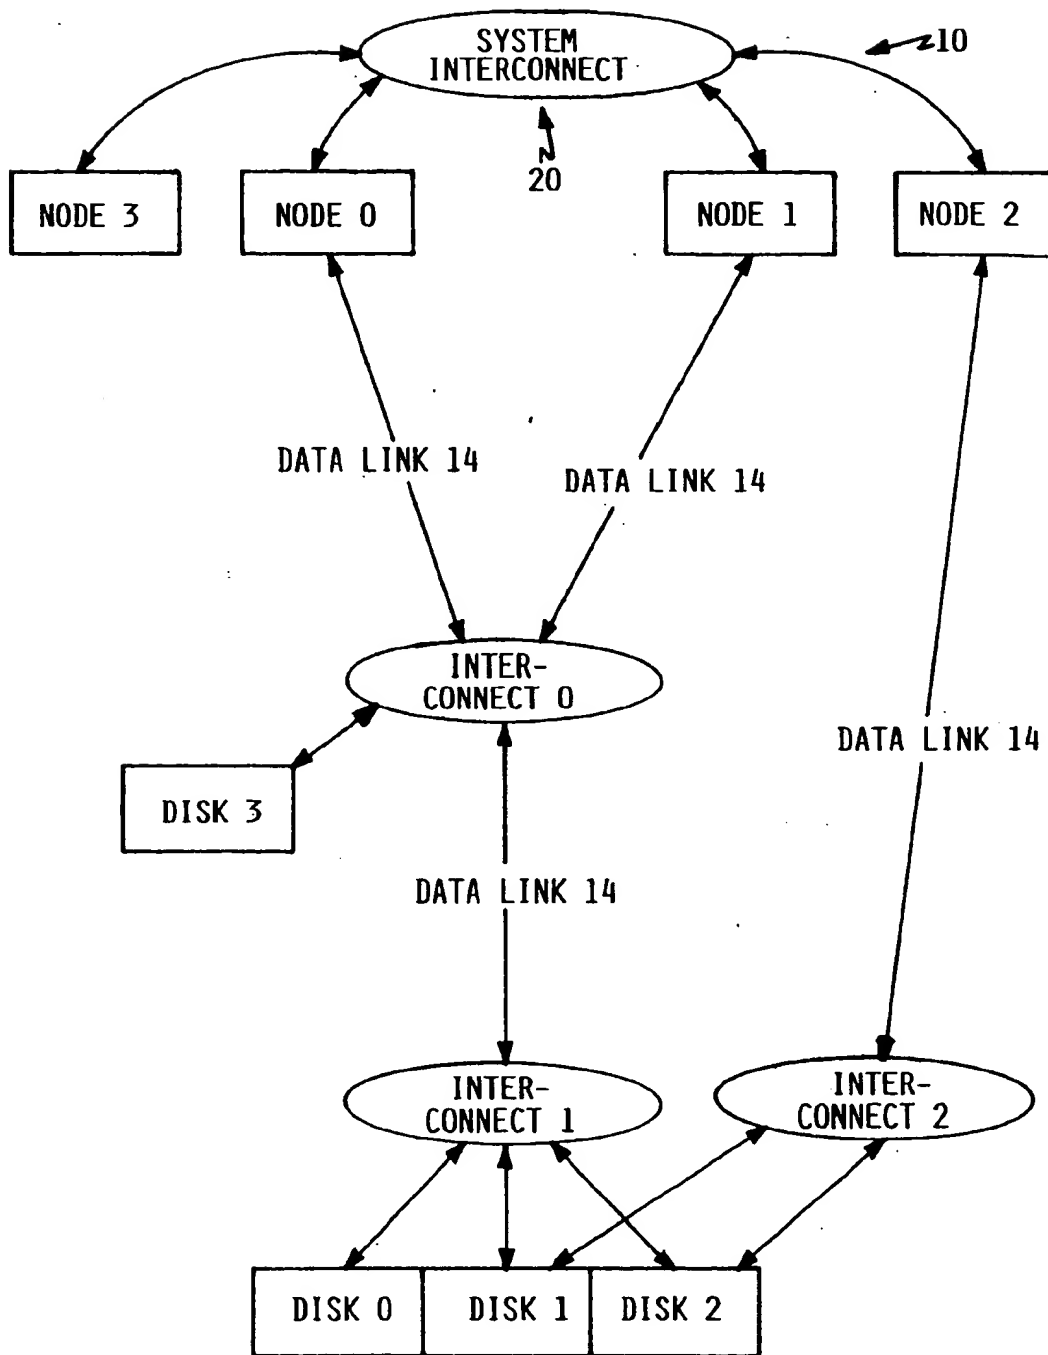 SYSTEM
INTERCONNECT
10
20
NODE 3
NODE 0
NODE 1
NODE 2
DATA LINK 14
DATA LINK 14
INTER-
CONNECT 0
DATA LINK 14
DISK 3
DATA LINK 14
INTER-
CONNECT 1
INTER-
CONNECT 2
DISK 0
DISK 1
DISK 2